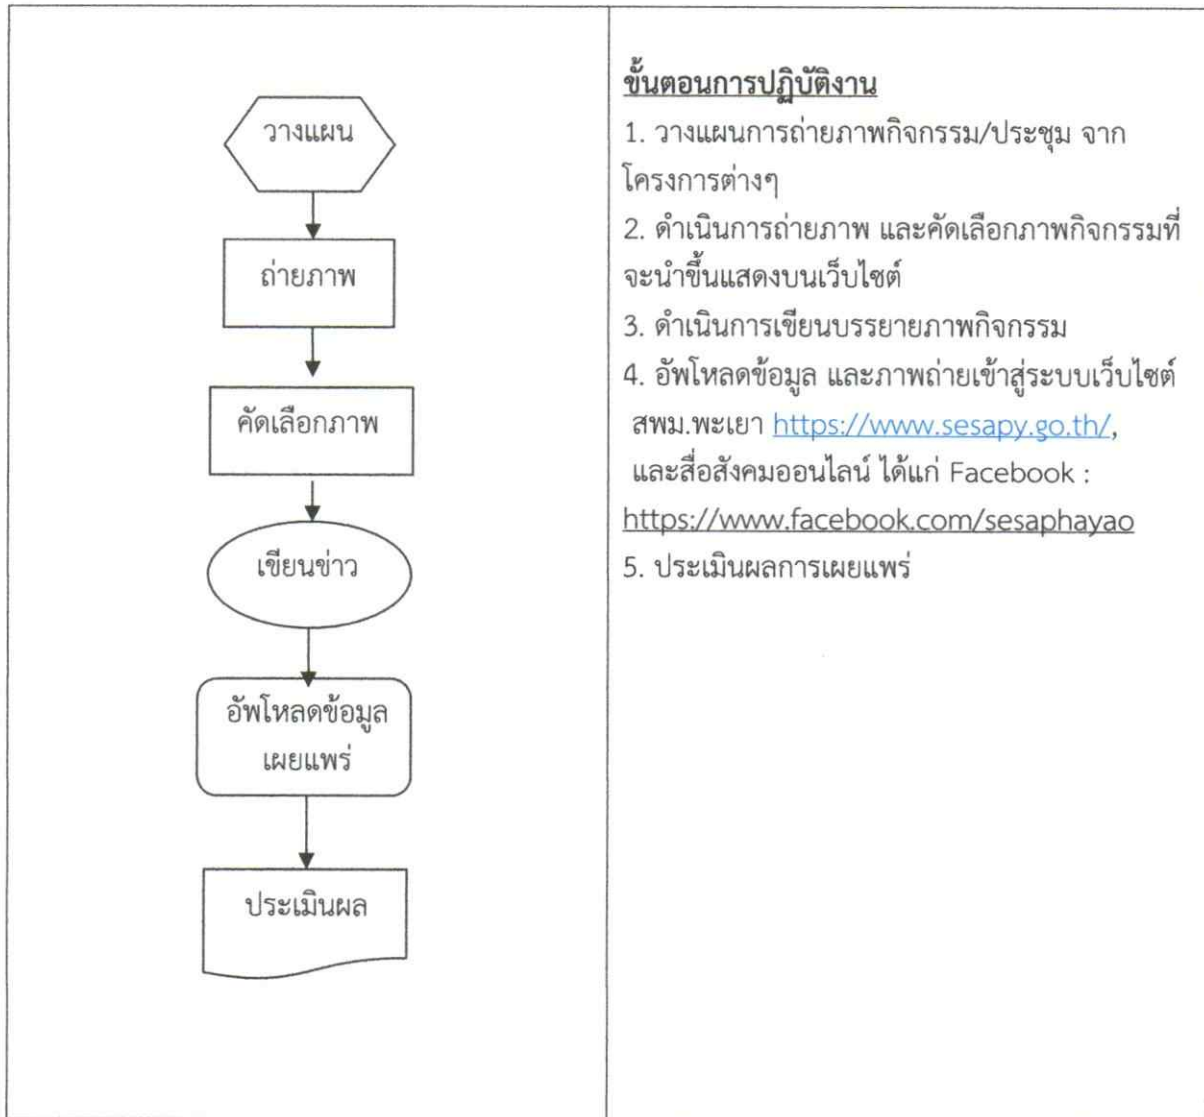 วางแผน
ถ่ายภาพ
คัดเลือกภาพ
เขียนข่าว
อัพโหลดข้อมูล
เผยแพร่
ประเมินผล
ขั้นตอนการปฏิบัติงาน
1. วางแผนการถ่ายภาพกิจกรรม/ประชุม จาก
โครงการต่างๆ
2. ดำเนินการถ่ายภาพ และคัดเลือกภาพกิจกรรมที่
จะนำขึ้นแสดงบนเว็บไซต์
3. ดำเนินการเขียนบรรยายภาพกิจกรรม
4. อัพโหลดข้อมูล และภาพถ่ายเข้าสู่ระบบเว็บไซต์
สพม.พะเยา https://www.sesapy.go.th/,
และสื่อสังคมออนไลน์ ได้แก่ Facebook :
https://www.facebook.com/sesaphayao
5. ประเมินผลการเผยแพร่